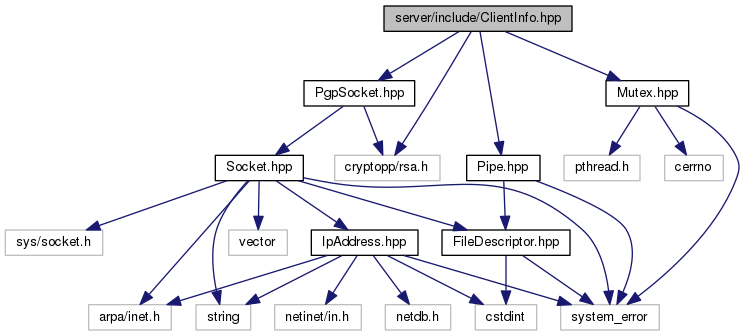 server/include/ClientInfo.hpp
PgpSocket.hpp
Mutex.hpp
Socket.hpp
cryptopp/rsa.h
Pipe.hpp
pthread.h
cerrno
sys/socket.h
vector
IpAddress.hpp
FileDescriptor.hpp
arpa/inet.h
string
netinet/in.h
netdb.h
cstdint
system_error